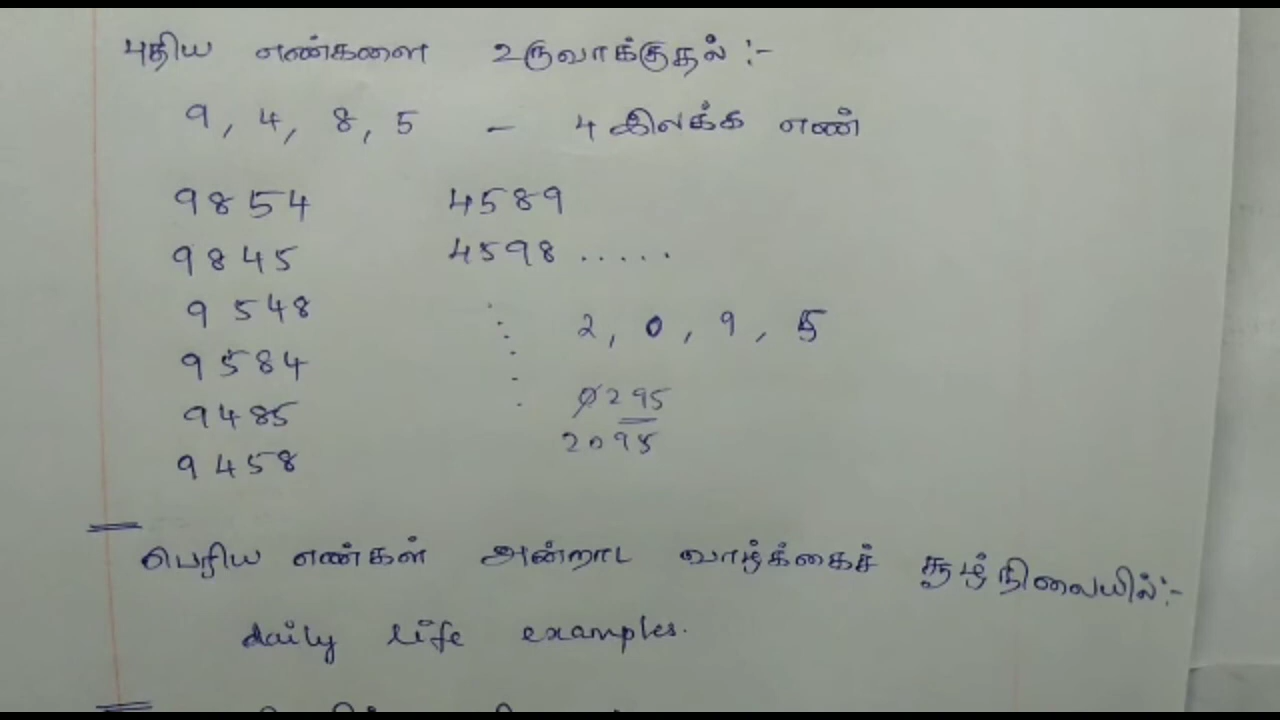 புதிய எண்களை உருவாக்குதல் :-
9, 4, 8, 5 - 4 இலக்க எண்
9854 4589
9845 4598 .....
9548
2, 0, 9, 5
9584
0295
9485
2095
9458
பெரிய எண்கள் அன்றாட வாழ்க்கைச் சூழ்நிலையில் :-
daily life examples.